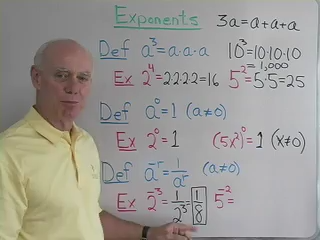 Exponents 3a=a+a+a
Def a³=a·a·a 10³=10·10·10
=1,000
Ex 2⁴=2·2·2·2=16 5²=5·5=25
Def a⁰=1 (a≠0)
Ex 2⁰=1 (5x²)⁰=1 (x≠0)
Def a⁻ʳ=1/aʳ (a≠0)
Ex 2⁻³=1/2³=1/8 5⁻²=